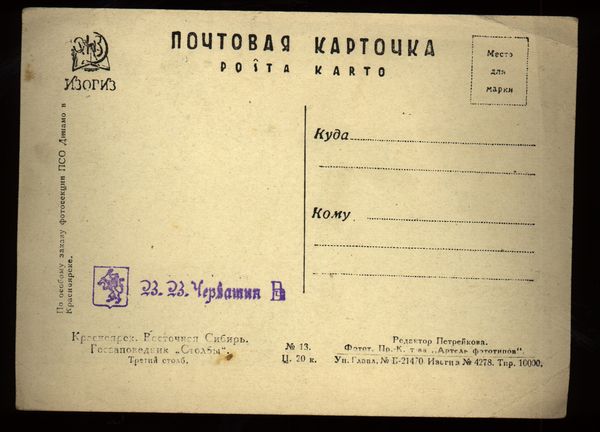 ПОЧТОВАЯ КАРТОЧКА
POŜTA KARTO
ИЗОГИЗ
Место
для
марки
Куда
Кому
По особому заказу фотосекции ПСО Динамо в
Красноярске.
В. В. Червашин
Красноярск. Восточная Сибирь.
Госзаповедник „Столбы“.
Третий столб.
№ 13.
Ц. 20 к.
Редактор Петрейкова.
Фотот. Пр.-К. т-ва „Артель фототипов“.
Уп. Главл. № Б-21470 Изогиз № 4278. Тир. 10000.